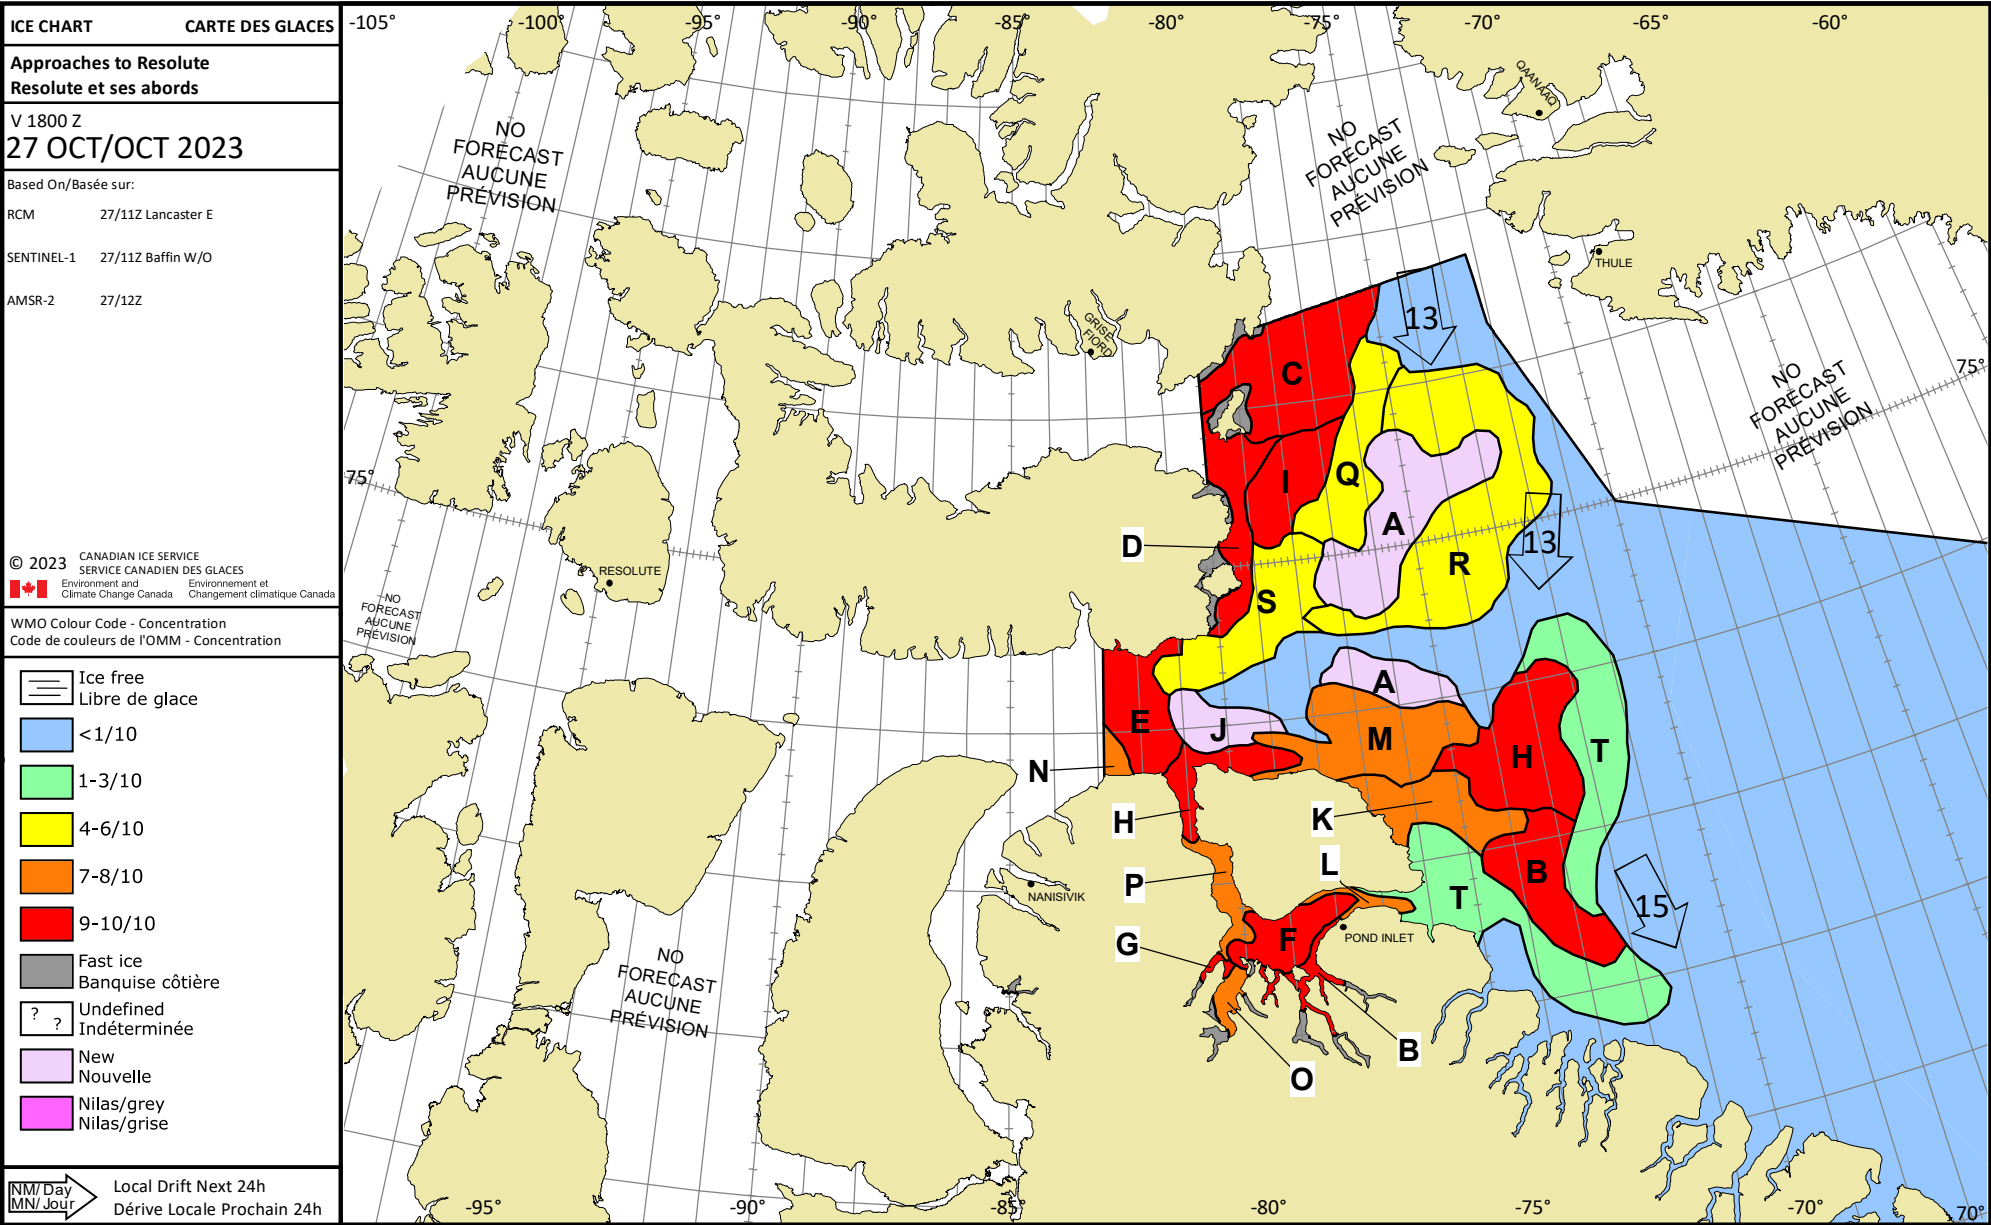 ICE CHART CARTE DES GLACES
Approaches to Resolute
Resolute et ses abords
V 1800 Z
27 OCT/OCT 2023
Based On/Basée sur:
RCM 27/11Z Lancaster E
SENTINEL-1 27/11Z Baffin W/O
AMSR-2 27/12Z
© 2023 CANADIAN ICE SERVICE
SERVICE CANADIEN DES GLACES
Environment and
Climate Change Canada
Environnement et
Changement climatique Canada
WMO Colour Code - Concentration
Code de couleurs de l'OMM - Concentration
Ice free
Libre de glace
<1/10
1-3/10
4-6/10
7-8/10
9-10/10
Fast ice
Banquise côtière
? ?
Undefined
Indéterminée
New
Nouvelle
Nilas/grey
Nilas/grise
NM/Day
MN/Jour
Local Drift Next 24h
Dérive Locale Prochain 24h
-105° -100° -95° -90° -85° -80° -75° -70° -65° -60°
NO
FORECAST
AUCUNE
PRÉVISION
NO
FORECAST
AUCUNE
PRÉVISION
QAANAAQ
THULE
GRISE
FIORD
13
C
75°
NO
FORECAST
AUCUNE
PRÉVISION
75°
I
Q
A
D
13
R
RESOLUTE
S
NO
FORECAST
AUCUNE
PRÉVISION
A
E
J
M
H
T
N
H
K
L
B
P
NANISIVIK
T
15
G
F
POND INLET
NO
FORECAST
AUCUNE
PRÉVISION
B
O
-95° -90° -85° -80° -75° -70° 70°